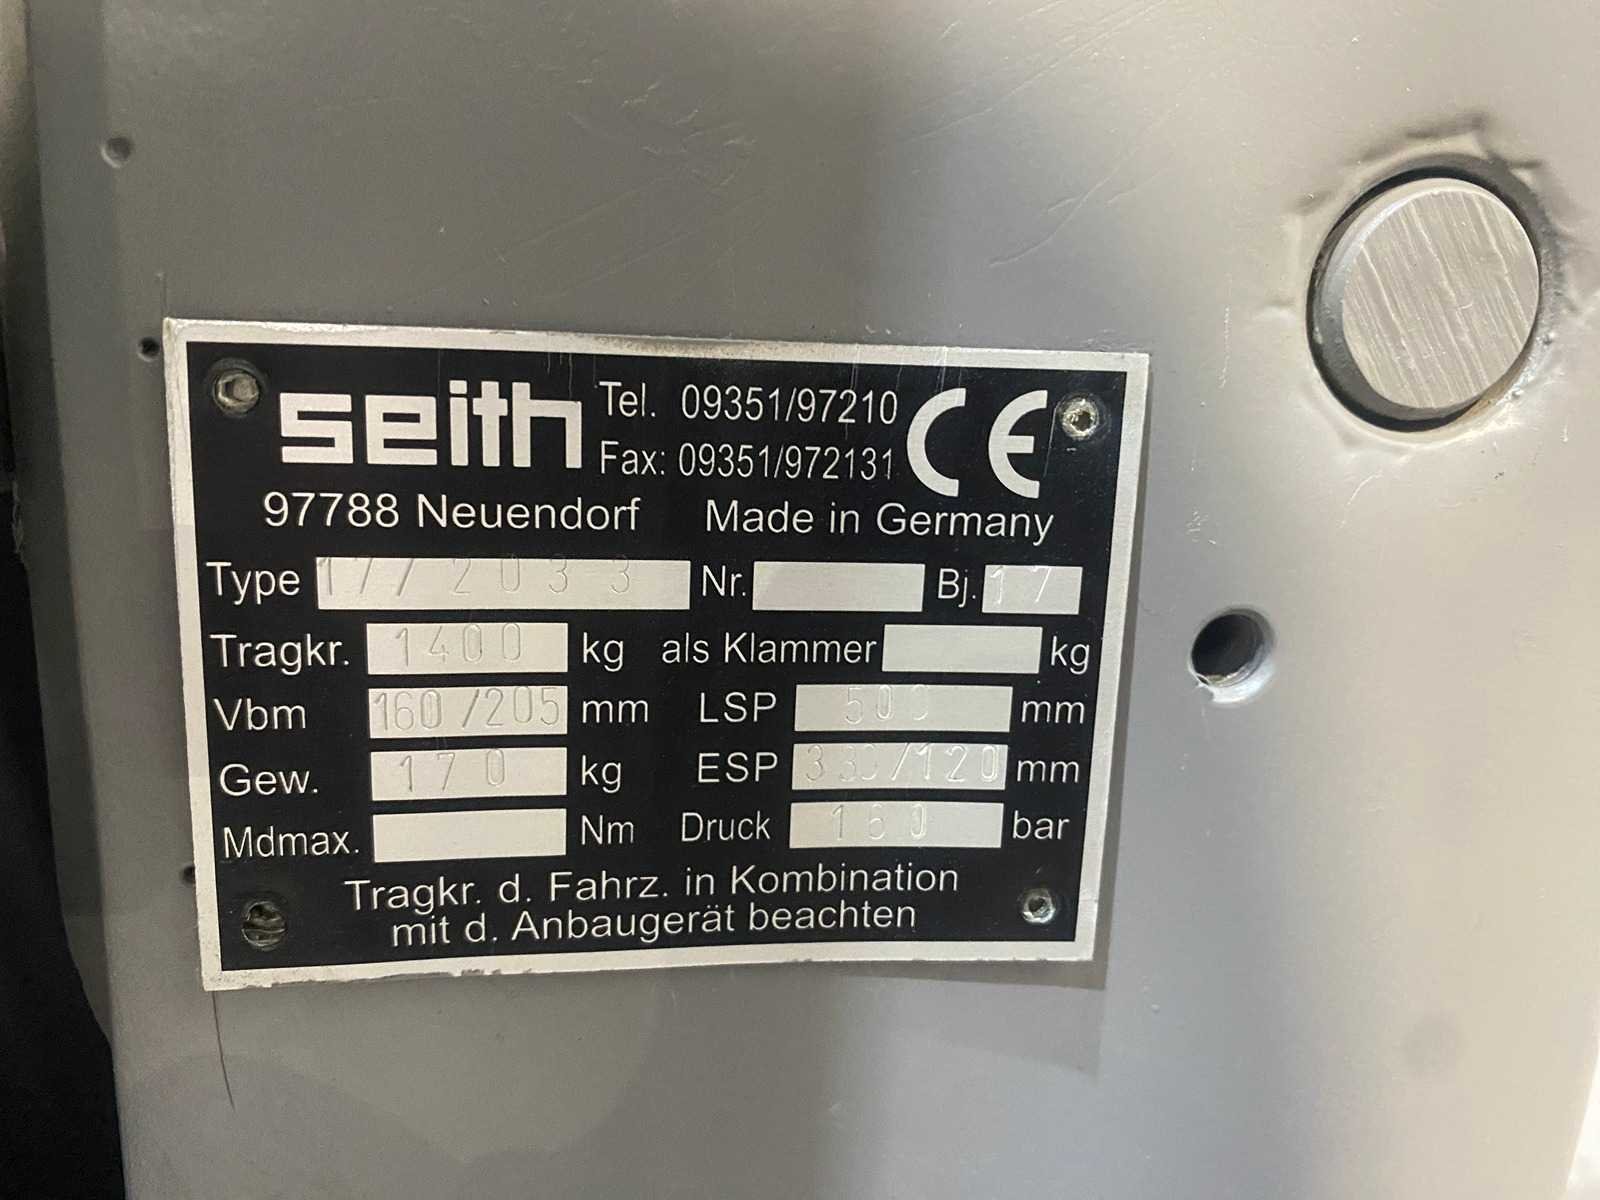 seith Tel. 09351/97210 CE
Fax: 09351/972131
97788 Neuendorf Made in Germany
Type 177 2033 Nr. Bj. 17
Tragkr. 1400 kg als Klammer kg
Vbm 160/205 mm LSP 500 mm
Gew. 170 kg ESP 330/120 mm
Mdmax. Nm Druck 160 bar
Tragkr. d. Fahrz. in Kombination
mit d. Anbaugerät beachten